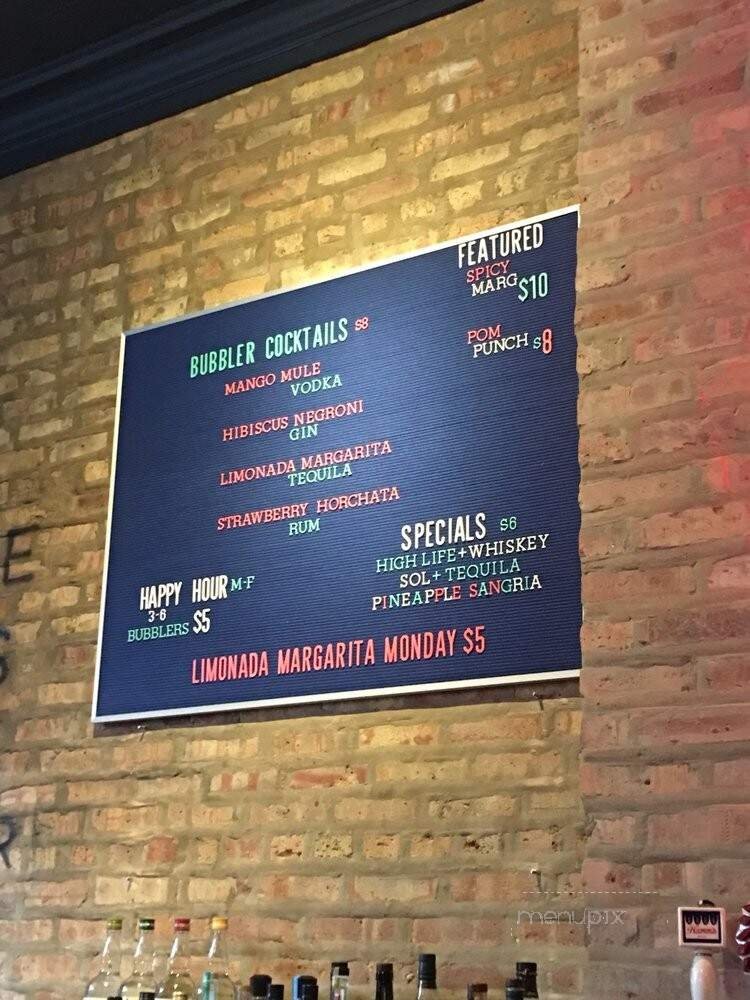 FEATURED
SPICY
MARG $10
POM
PUNCH $8
BUBBLER COCKTAILS $8
MANGO MULE
VODKA
HIBISCUS NEGRONI
GIN
LIMONADA MARGARITA
TEQUILA
STRAWBERRY HORCHATA
RUM
SPECIALS $6
HIGH LIFE + WHISKEY
SOL + TEQUILA
PINEAPPLE SANGRIA
HAPPY HOUR M-F
3-6
BUBBLERS $5
LIMONADA MARGARITA MONDAY $5
E
S
R
menupix
Hamm's